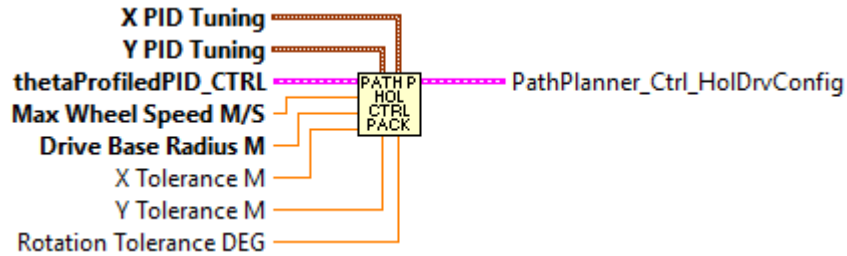 X PID Tuning
Y PID Tuning
thetaProfiledPID_CTRL
Max Wheel Speed M/S
Drive Base Radius M
X Tolerance M
Y Tolerance M
Rotation Tolerance DEG
PATH P
HOL
CTRL
PACK
PathPlanner_Ctrl_HolDrvConfig